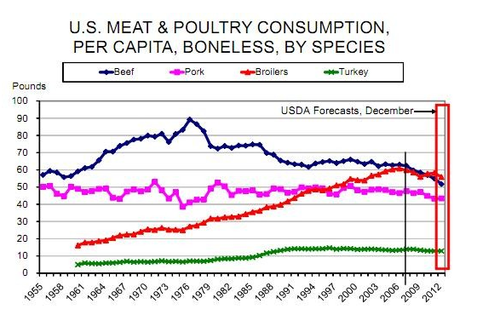 U.S. MEAT & POULTRY CONSUMPTION,
PER CAPITA, BONELESS, BY SPECIES
Beef Pork Broilers Turkey
Pounds
100
90
80
70
60
50
40
30
20
10
0
USDA Forecasts, December
1955 1958 1961 1964 1967 1970 1973 1976 1979 1982 1985 1988 1991 1994 1997 2000 2003 2006 2009 2012